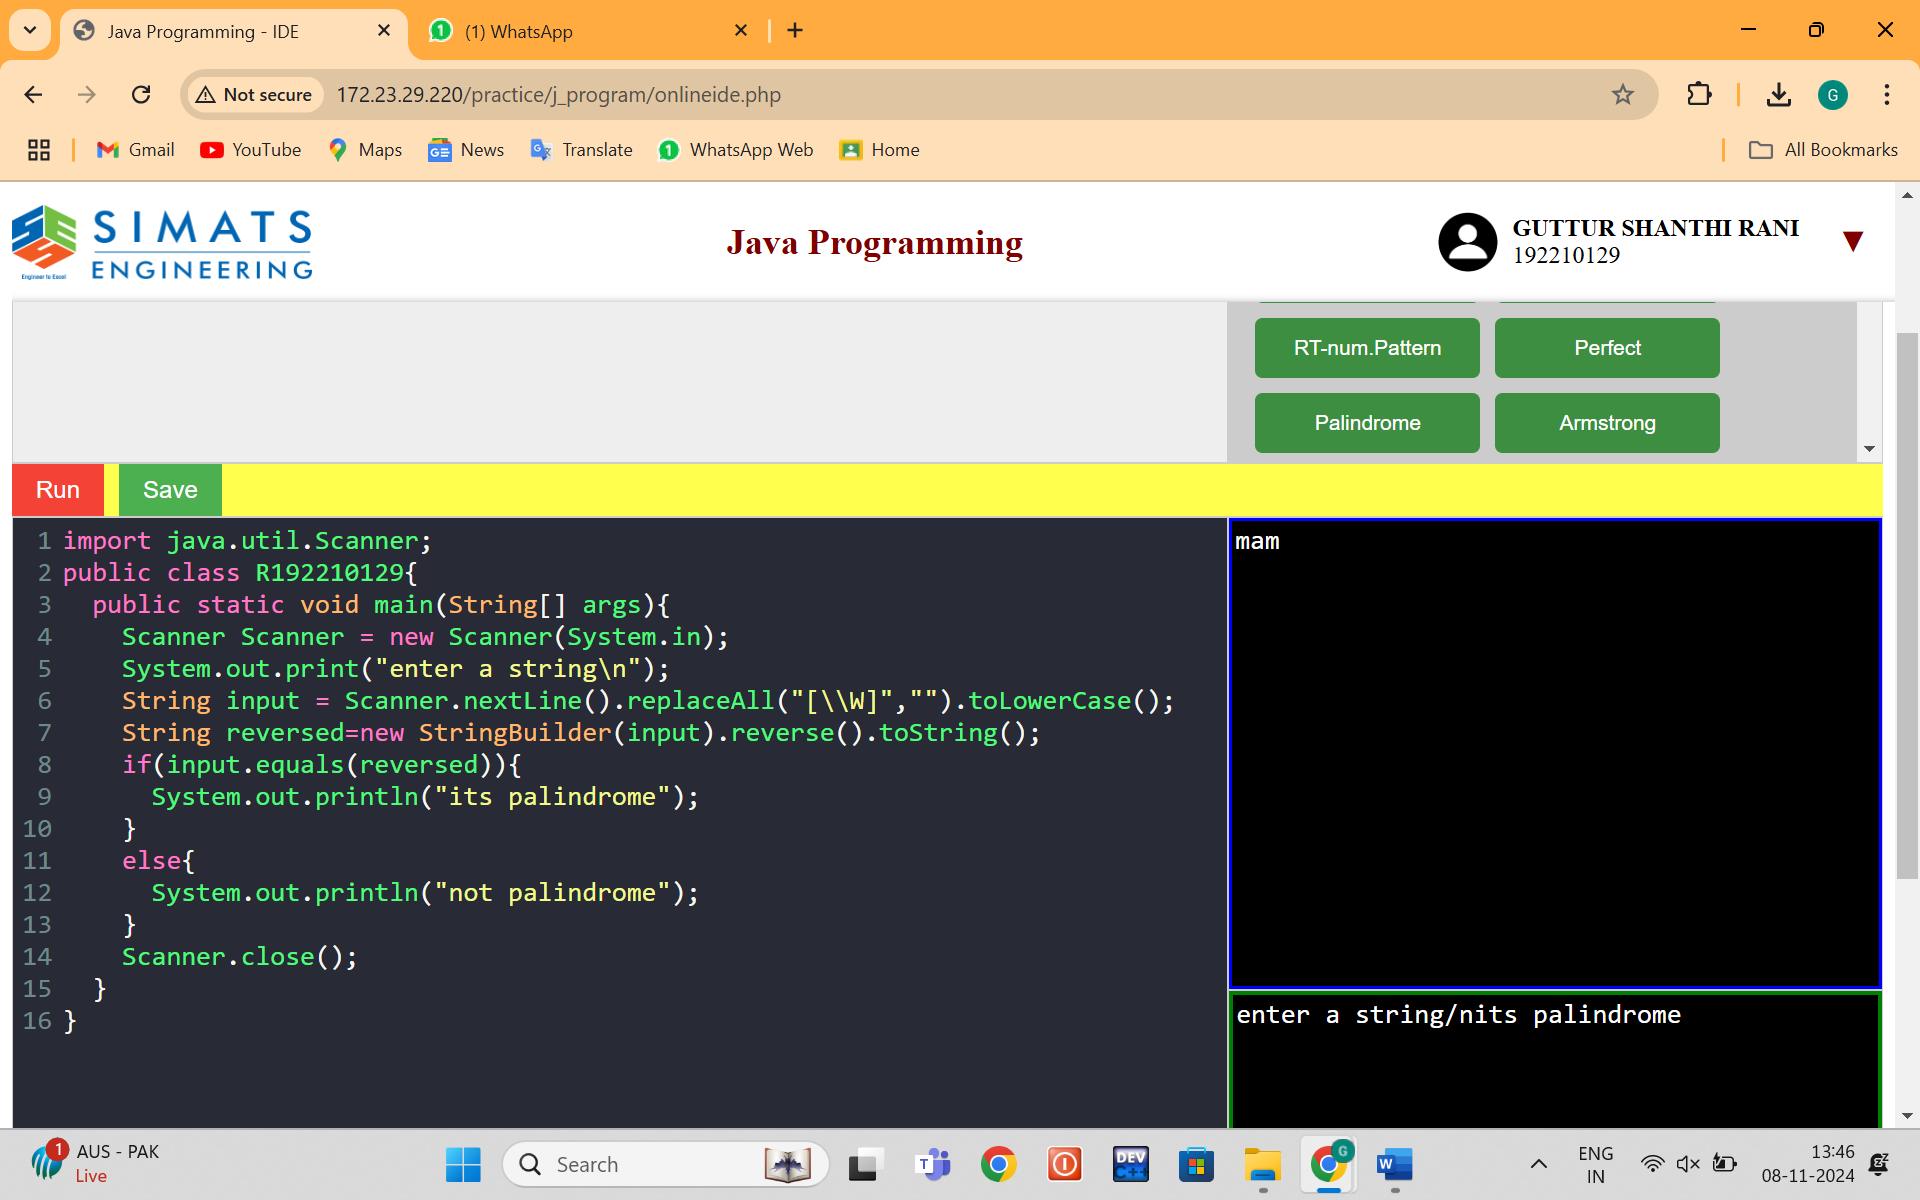 Java Programming - IDE
(1) WhatsApp
Not secure
172.23.29.220/practice/j_program/onlineide.php
G
Gmail
YouTube
Maps
News
Translate
WhatsApp Web
Home
All Bookmarks
SIMATS
ENGINEERING
Engineer to Excel
Java Programming
GUTTUR SHANTHI RANI
192210129
RT-num.Pattern
Perfect
Palindrome
Armstrong
Run
Save
1 import java.util.Scanner;
2 public class R192210129{
3   public static void main(String[] args){
4     Scanner Scanner = new Scanner(System.in);
5     System.out.print("enter a string\n");
6     String input = Scanner.nextLine().replaceAll("[\\W]","").toLowerCase();
7     String reversed=new StringBuilder(input).reverse().toString();
8     if(input.equals(reversed)){
9       System.out.println("its palindrome");
10     }
11     else{
12       System.out.println("not palindrome");
13     }
14     Scanner.close();
15   }
16 }
mam
enter a string/nits palindrome
1
AUS - PAK
Live
Search
DEV
C++
G
ENG
IN
13:46
08-11-2024